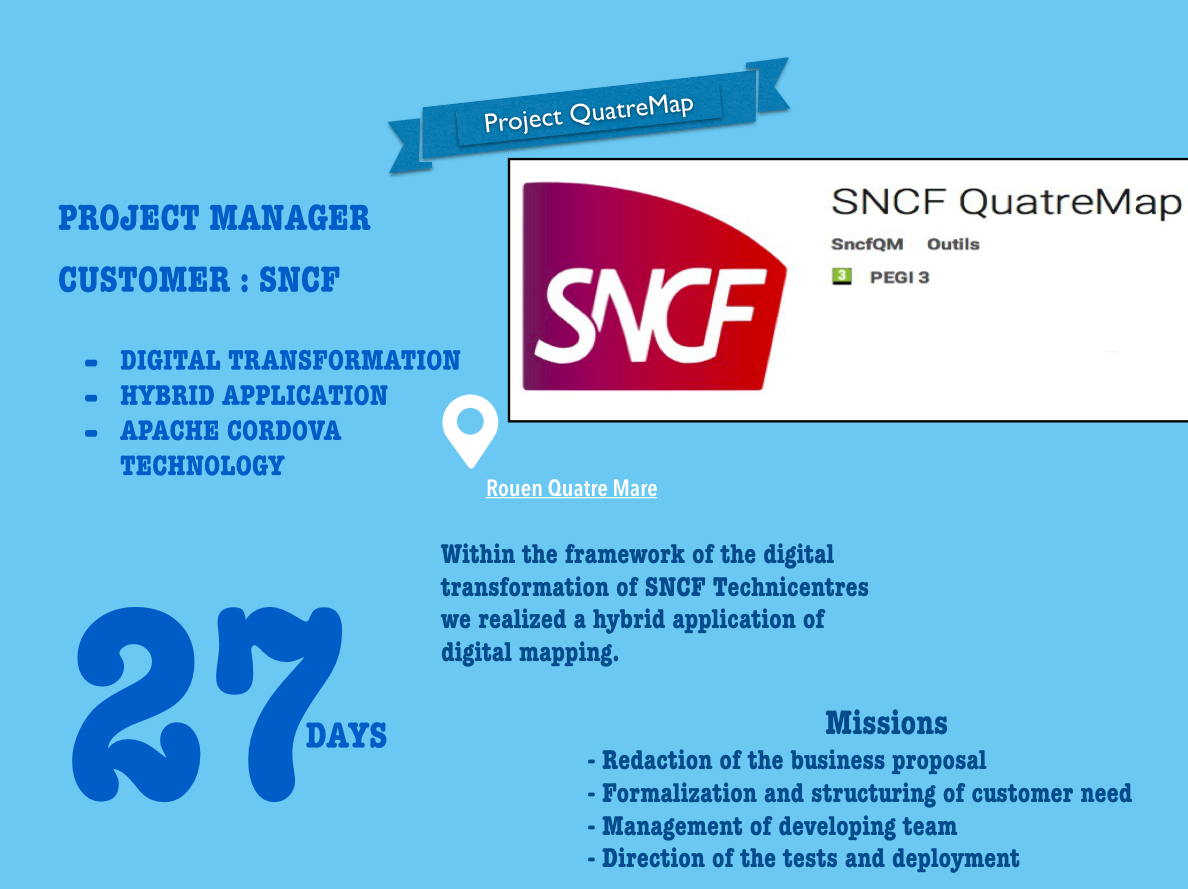 Project QuatreMap
PROJECT MANAGER
CUSTOMER : SNCF
- DIGITAL TRANSFORMATION
- HYBRID APPLICATION
- APACHE CORDOVA
TECHNOLOGY
SNCF
SNCF QuatreMap
SncfQM Outils
3 PEGI 3
Rouen Quatre Mare
Within the framework of the digital
transformation of SNCF Technicentres
we realized a hybrid application of
digital mapping.
27 DAYS
Missions
- Redaction of the business proposal
- Formalization and structuring of customer need
- Management of developing team
- Direction of the tests and deployment